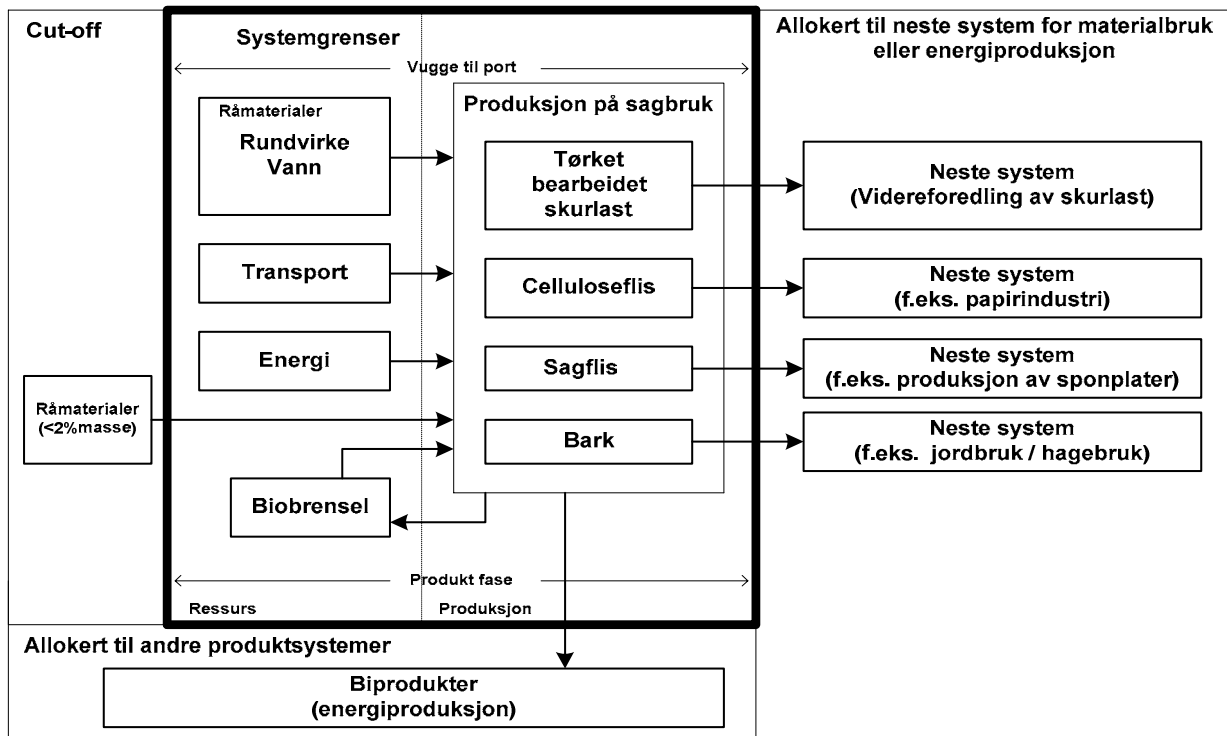 Cut-off
Systemgrenser
Allokert til neste system for materialbruk
eller energiproduksjon
Vugge til port
Råmaterialer
Rundvirke
Vann
Produksjon på sagbruk
Tørket
bearbeidet
skurlast
Neste system
(Videreforedling av skurlast)
Transport
Celluloseflis
Neste system
(f.eks. papirindustri)
Energi
Sagflis
Neste system
(f.eks. produksjon av sponplater)
Råmaterialer
(<2%masse)
Bark
Neste system
(f.eks. jordbruk / hagebruk)
Biobrensel
Produkt fase
Ressurs
Produksjon
Allokert til andre produktsystemer
Biprodukter
(energiproduksjon)